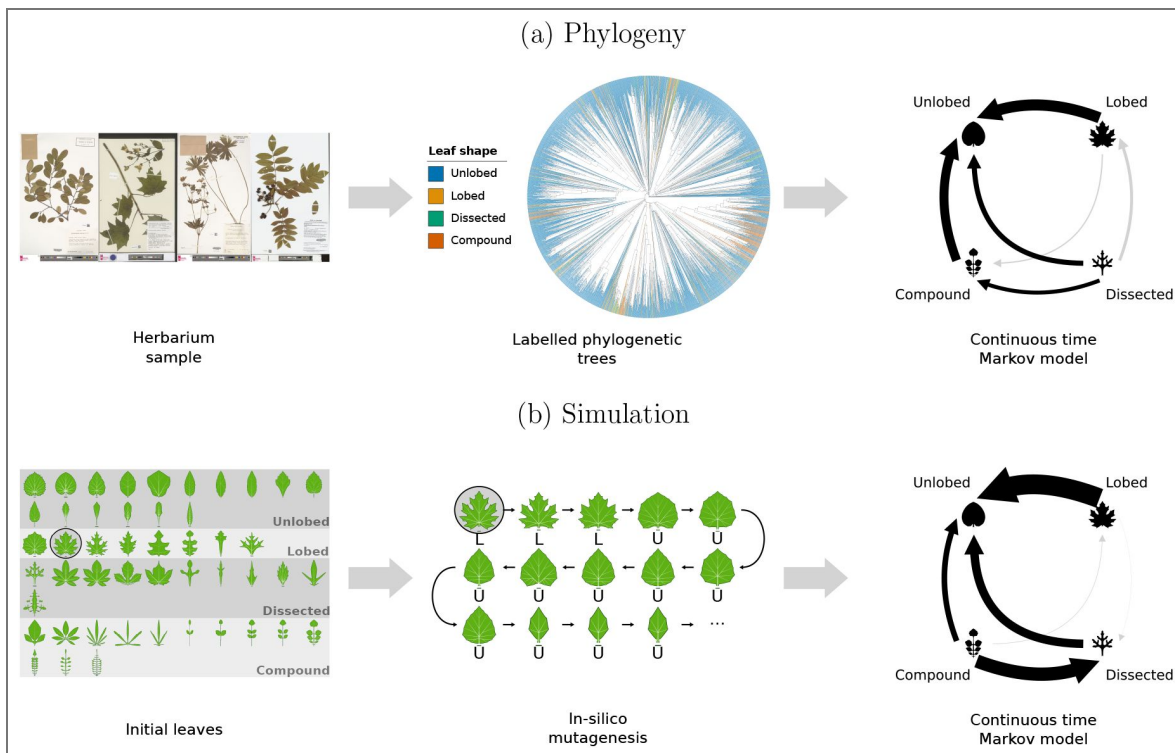 (a) Phylogeny
Leaf shape
Unlobed
Lobed
Dissected
Compound
Unlobed
Lobed
Compound
Dissected
Herbarium
sample
Labelled phylogenetic
trees
Continuous time
Markov model
(b) Simulation
Unlobed
Lobed
Dissected
Compound
L L L U U
U U U U U
U U U U ...
Unlobed
Lobed
Compound
Dissected
Initial leaves
In-silico
mutagenesis
Continuous time
Markov model